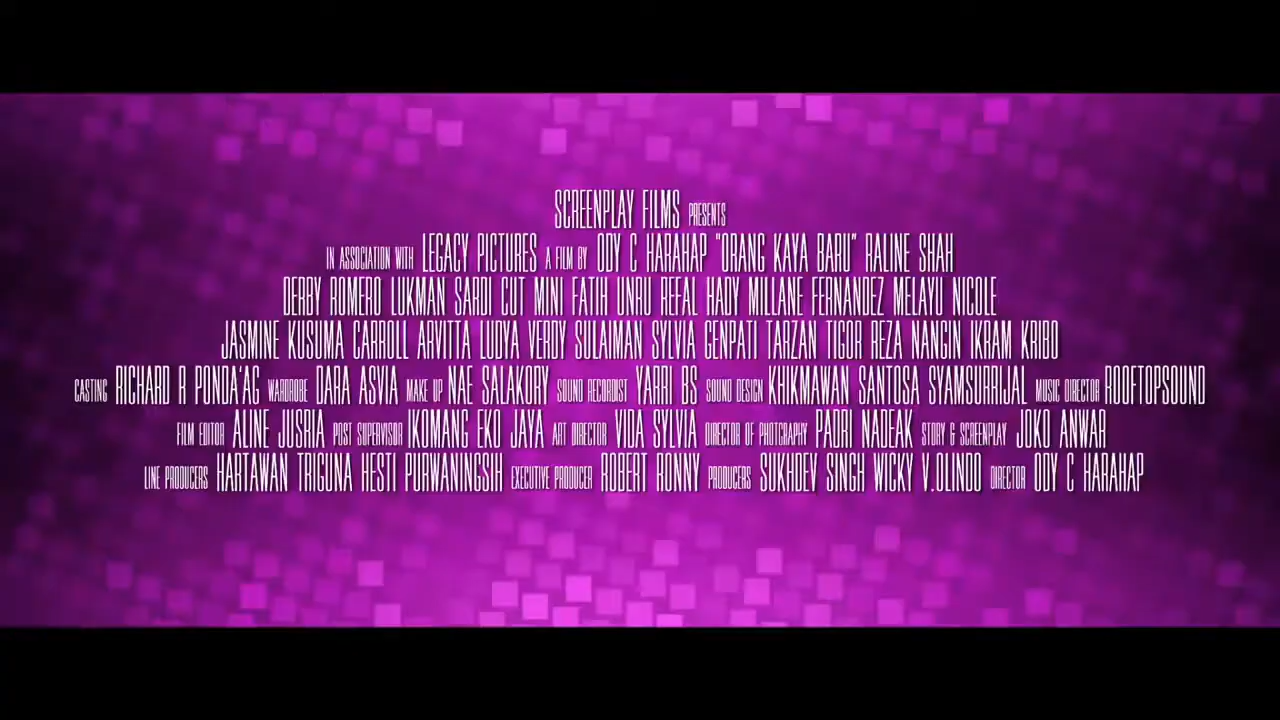 SCREENPLAY FILMS PRESENTS
IN ASSOCIATION WITH LEGACY PICTURES A FILM BY ODY C HARAHAP "ORANG KAYA BARU" RALINE SHAH
DERBY ROMERO LUKMAN SARDI CUT MINI FATIH UNRU REFAL HADY MILLANE FERNANDEZ MELAYU NICOLE
JASMINE KUSUMA CARROLL ARVITTA LUDYA VERDY SULAIMAN SYLVIA GENPATI TARZAN TIGOR REZA NANGIN IKRAM KRIBO
CASTING RICHARD R PONDA'AG WARDROBE DARA ASVIA MAKE UP NAE SALAKORY SOUND RECORDIST YARRI BS SOUND DESIGN KHIKMAWAN SANTOSA SYAMSURRIJAL MUSIC DIRECTOR ROOFTOPSOUND
FILM EDITOR ALINE JUSRIA POST SUPERVISOR IKOMANG EKO JAYA ART DIRECTOR VIDA SYLVIA DIRECTOR OF PHOTGRAPHY PADRI NADEAK STORY & SCREENPLAY JOKO ANWAR
LINE PRODUCERS HARTAWAN TRIGUNA HESTI PURWANINGSIH EXECUTIVE PRODUCER ROBERT RONNY PRODUCERS SUKHDEV SINGH WICKY V.OLINDO DIRECTOR ODY C HARAHAP